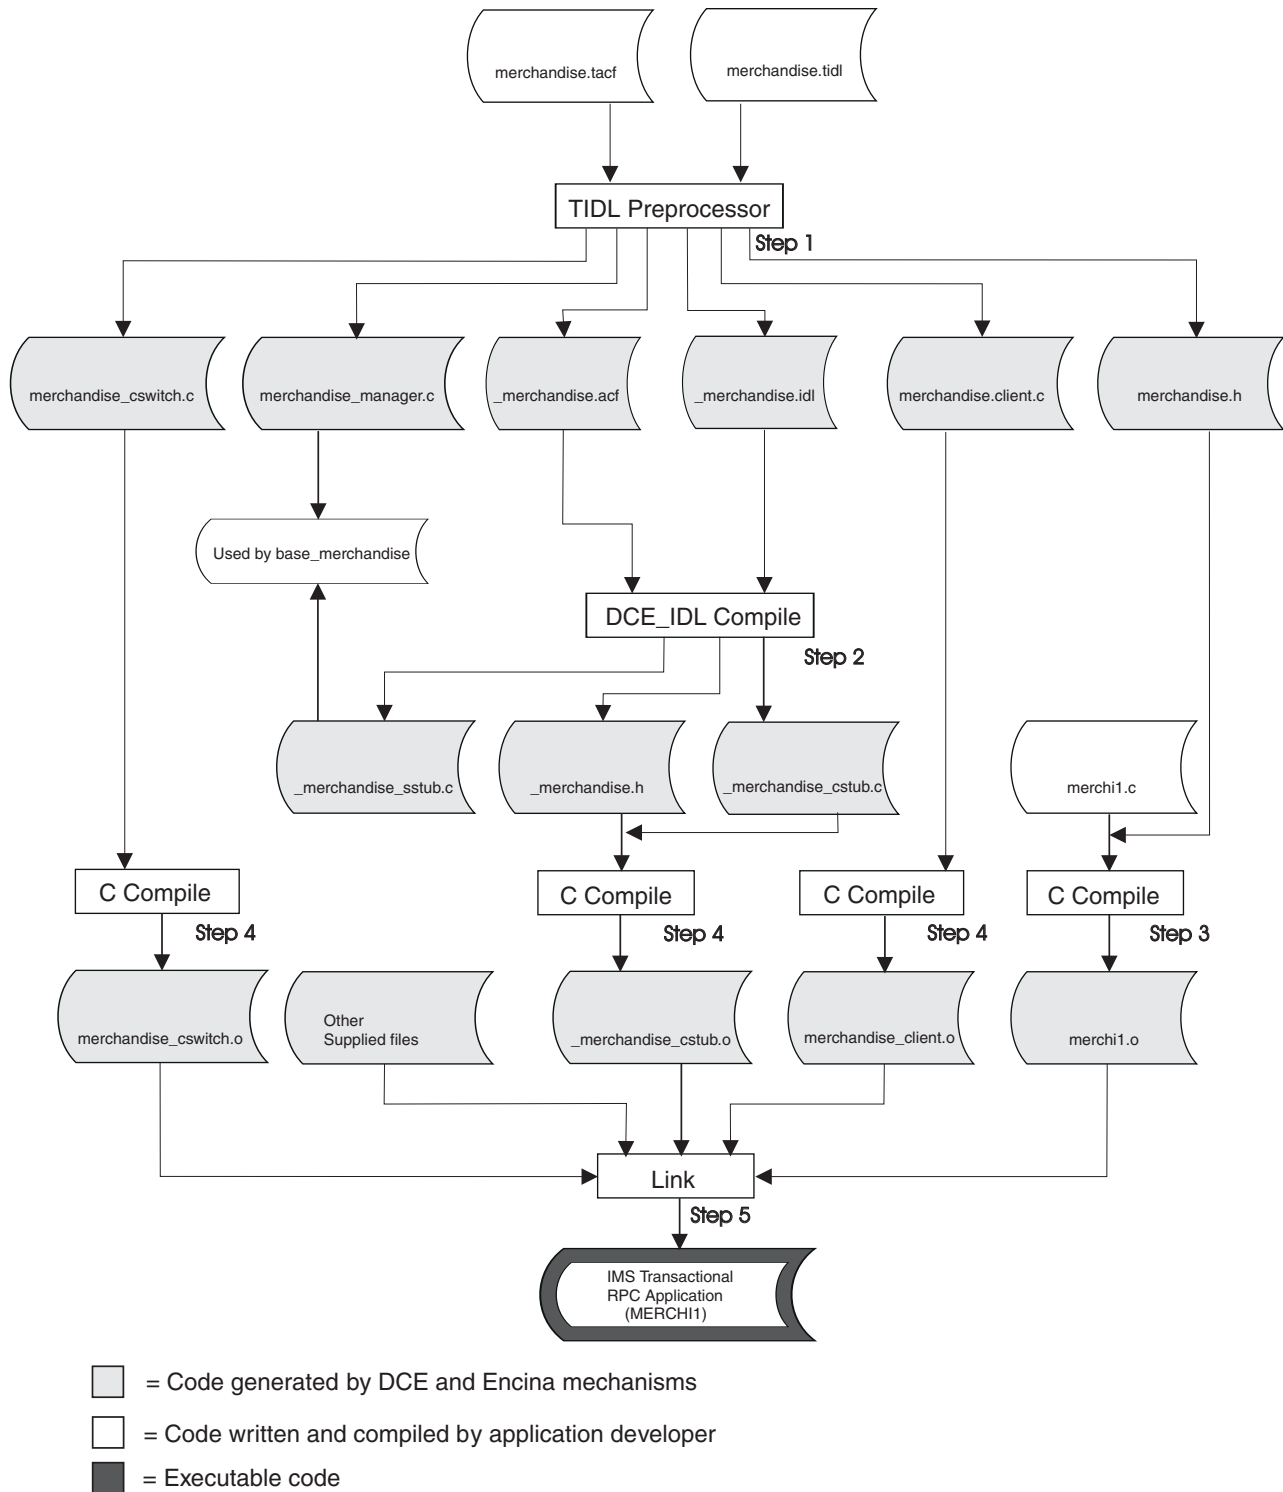 merchandise.tacf
merchandise.tidl
TIDL Preprocessor
Step 1
merchandise_cswitch.c
merchandise_manager.c
_merchandise.acf
_merchandise.idl
merchandise.client.c
merchandise.h
Used by base_merchandise
DCE_IDL Compile
Step 2
_merchandise_sstub.c
_merchandise.h
_merchandise_cstub.c
merchi1.c
C Compile
C Compile
C Compile
C Compile
Step 4
Step 4
Step 4
Step 3
merchandise_cswitch.o
Other
Supplied files
_merchandise_cstub.o
merchandise_client.o
merchi1.o
Link
Step 5
IMS Transactional
RPC Application
(MERCHI1)
= Code generated by DCE and Encina mechanisms
= Code written and compiled by application developer
= Executable code